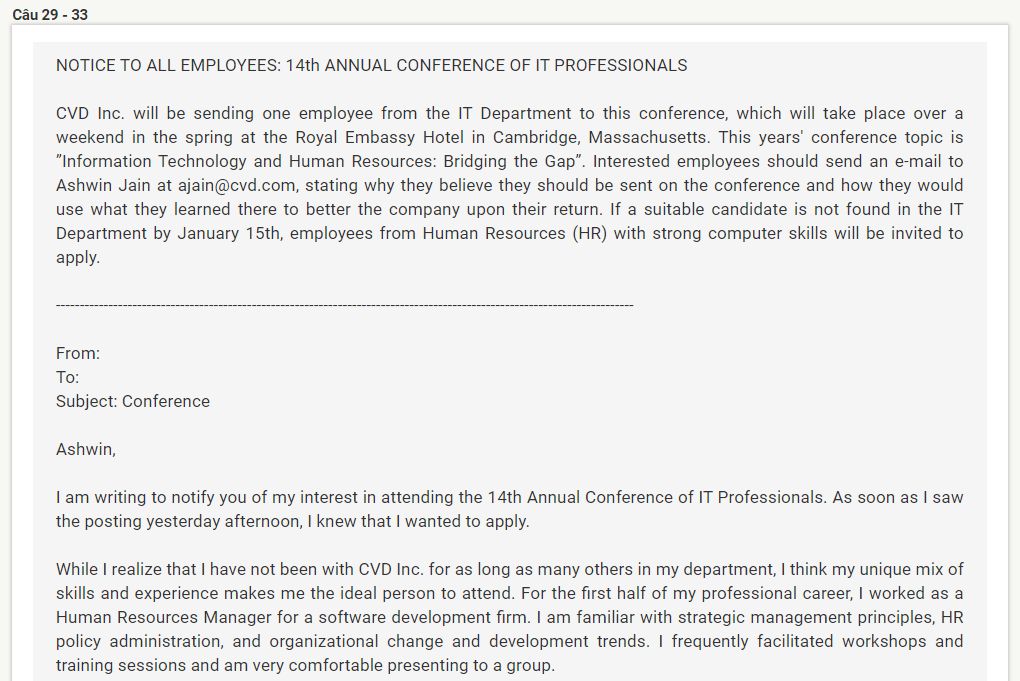 Câu 29 - 33
NOTICE TO ALL EMPLOYEES: 14th ANNUAL CONFERENCE OF IT PROFESSIONALS
CVD Inc. will be sending one employee from the IT Department to this conference, which will take place over a
weekend in the spring at the Royal Embassy Hotel in Cambridge, Massachusetts. This years' conference topic is
”Information Technology and Human Resources: Bridging the Gap”. Interested employees should send an e-mail to
Ashwin Jain at ajain@cvd.com, stating why they believe they should be sent on the conference and how they would
use what they learned there to better the company upon their return. If a suitable candidate is not found in the IT
Department by January 15th, employees from Human Resources (HR) with strong computer skills will be invited to
apply.
--------------------------------------------------------------------------------------------------------------------------
From:
To:
Subject: Conference
Ashwin,
I am writing to notify you of my interest in attending the 14th Annual Conference of IT Professionals. As soon as I saw
the posting yesterday afternoon, I knew that I wanted to apply.
While I realize that I have not been with CVD Inc. for as long as many others in my department, I think my unique mix of
skills and experience makes me the ideal person to attend. For the first half of my professional career, I worked as a
Human Resources Manager for a software development firm. I am familiar with strategic management principles, HR
policy administration, and organizational change and development trends. I frequently facilitated workshops and
training sessions and am very comfortable presenting to a group.